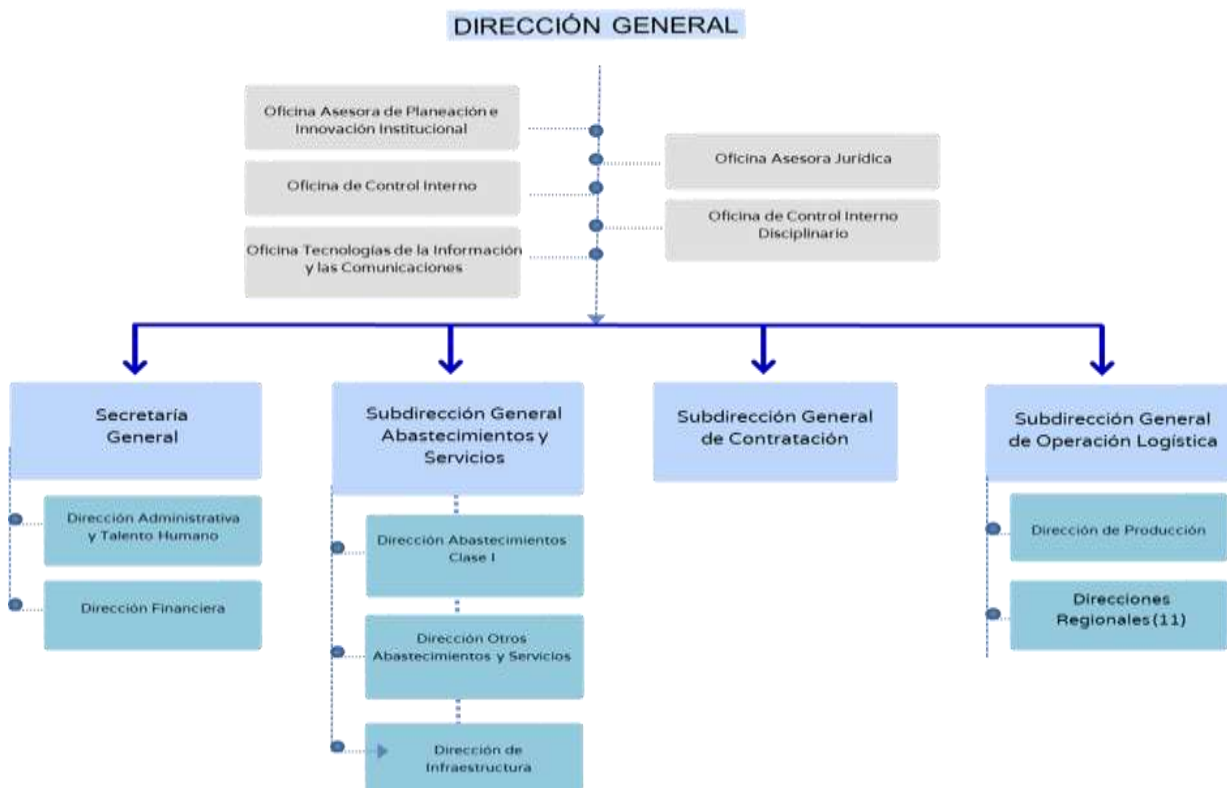 DIRECCIÓN GENERAL
Oficina Asesora de Planeación e
Innovación Institucional
Oficina Asesora Jurídica
Oficina de Control Interno
Oficina de Control Interno
Disciplinario
Oficina Tecnologías de la Información
y las Comunicaciones
Secretaría
General
Dirección Administrativa
y Talento Humano
Dirección Financiera
Subdirección General
Abastecimientos y
Servicios
Dirección Abastecimientos
Clase I
Dirección Otros
Abastecimientos y Servicios
Dirección de
Infraestructura
Subdirección General
de Contratación
Subdirección General
de Operación Logística
Dirección de Producción
Direcciones
Regionales (11)